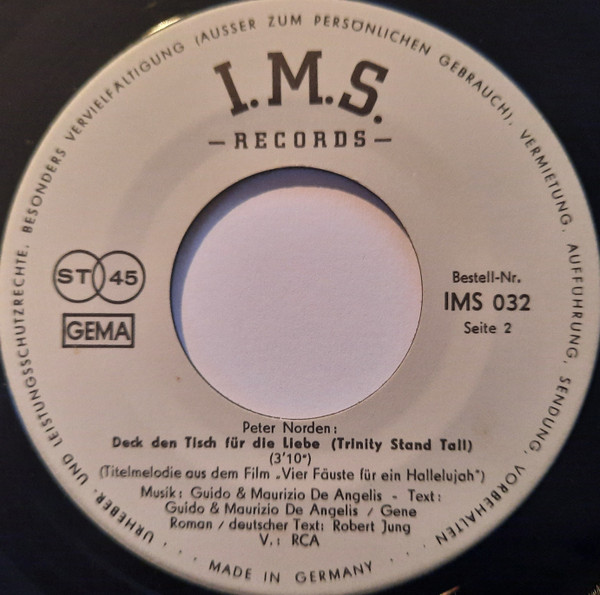 URHEBER- UND LEISTUNGSSCHUTZRECHTE, BESONDERS VERVIELFÄLTIGUNG (AUSSER ZUM PERSÖNLICHEN GEBRAUCH), VERMIETUNG, AUFFÜHRUNG, SENDUNG, VORBEHALTEN
I.M.S.
– RECORDS –
ST 45
GEMA
Bestell-Nr.
IMS 032
Seite 2
Peter Norden:
Deck den Tisch für die Liebe (Trinity Stand Tall)
(3'10")
(Titelmelodie aus dem Film „Vier Fäuste für ein Hallelujah")
Musik: Guido & Maurizio De Angelis - Text:
Guido & Maurizio De Angelis / Gene
Roman / deutscher Text: Robert Jung
V.: RCA
. . . MADE IN GERMANY . . .